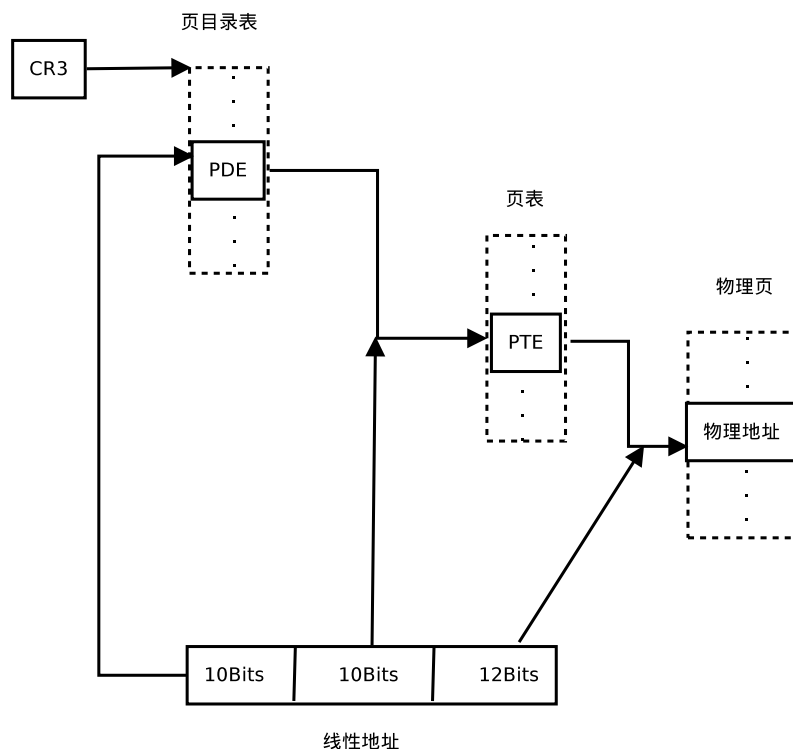 页目录表
CR3
PDE
页表
物理页
PTE
物理地址
10Bits
10Bits
12Bits
线性地址